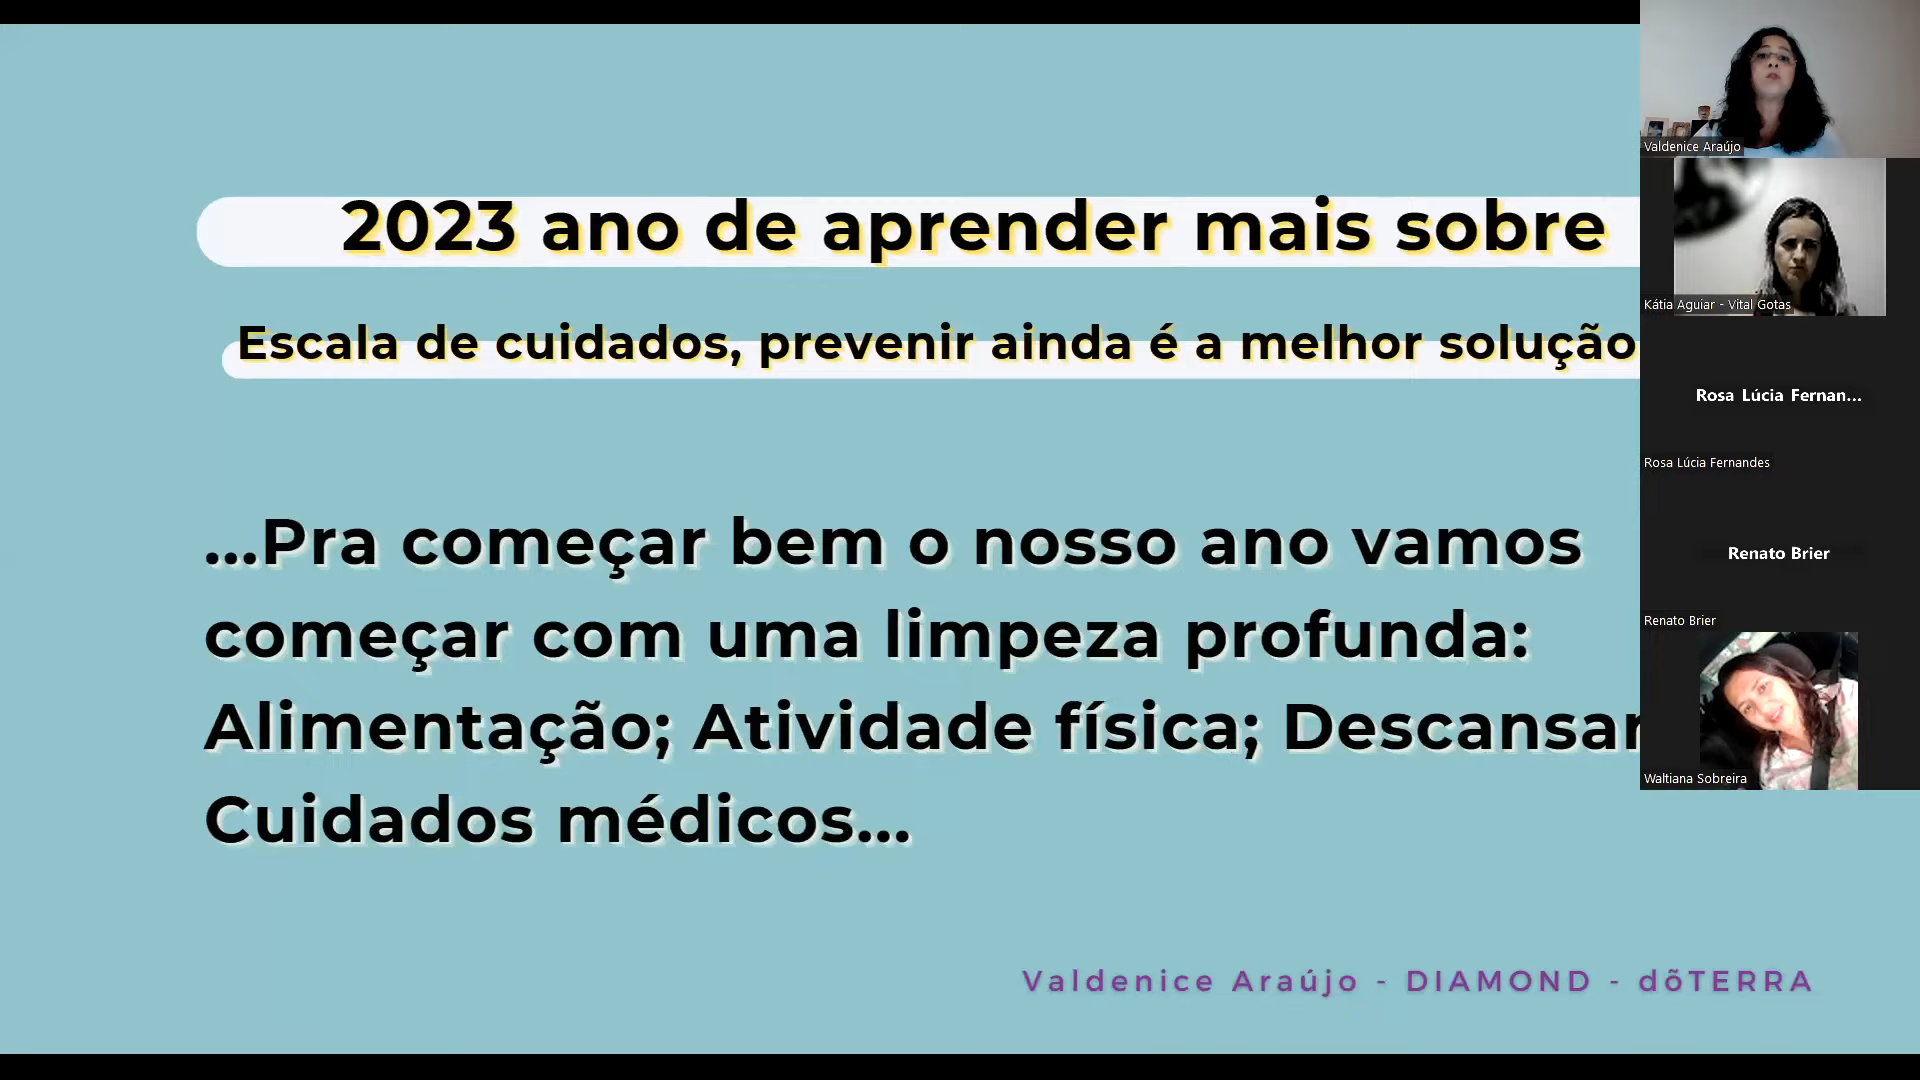 2023 ano de aprender mais sobre
Escala de cuidados, prevenir ainda é a melhor solução
...Pra começar bem o nosso ano vamos
começar com uma limpeza profunda:
Alimentação; Atividade física; Descansar
Cuidados médicos...
Valdenice Araújo - DIAMOND - dõTERRA
Valdenice Araújo
Kátia Aguiar - Vital Gotas
Rosa Lúcia Fernan...
Rosa Lúcia Fernandes
Renato Brier
Renato Brier
Waltiana Sobreira